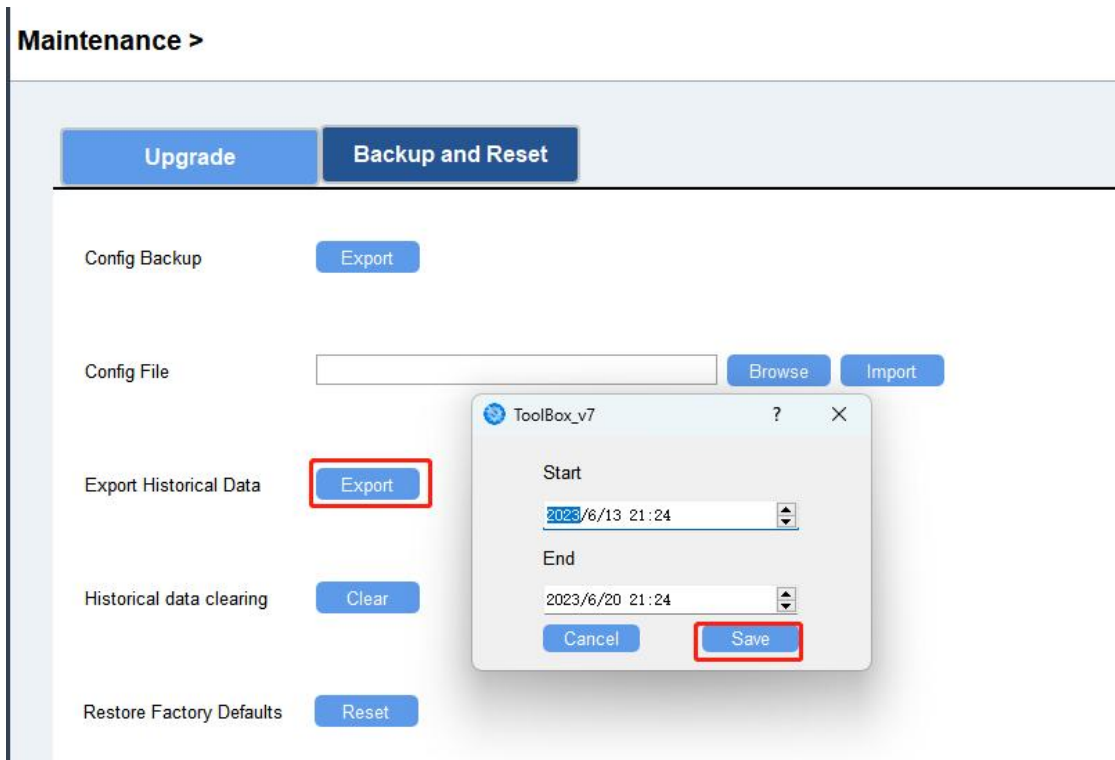 Maintenance >
Upgrade
Backup and Reset
Config Backup
Export
Config File
Browse
Import
ToolBox_v7
?
Start
2023/6/13 21:24
End
2023/6/20 21:24
Cancel
Save
Export Historical Data
Export
Historical data clearing
Clear
Restore Factory Defaults
Reset